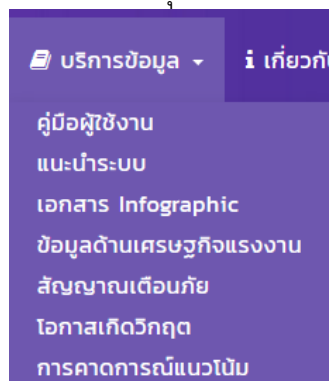 บริการข้อมูล
เกี่ยวกับ
คู่มือผู้ใช้งาน
แนะนำระบบ
เอกสาร Infographic
ข้อมูลด้านเศรษฐกิจแรงงาน
สัญญาณเตือนภัย
โอกาสเกิดวิกฤต
การคาดการณ์แนวโน้ม